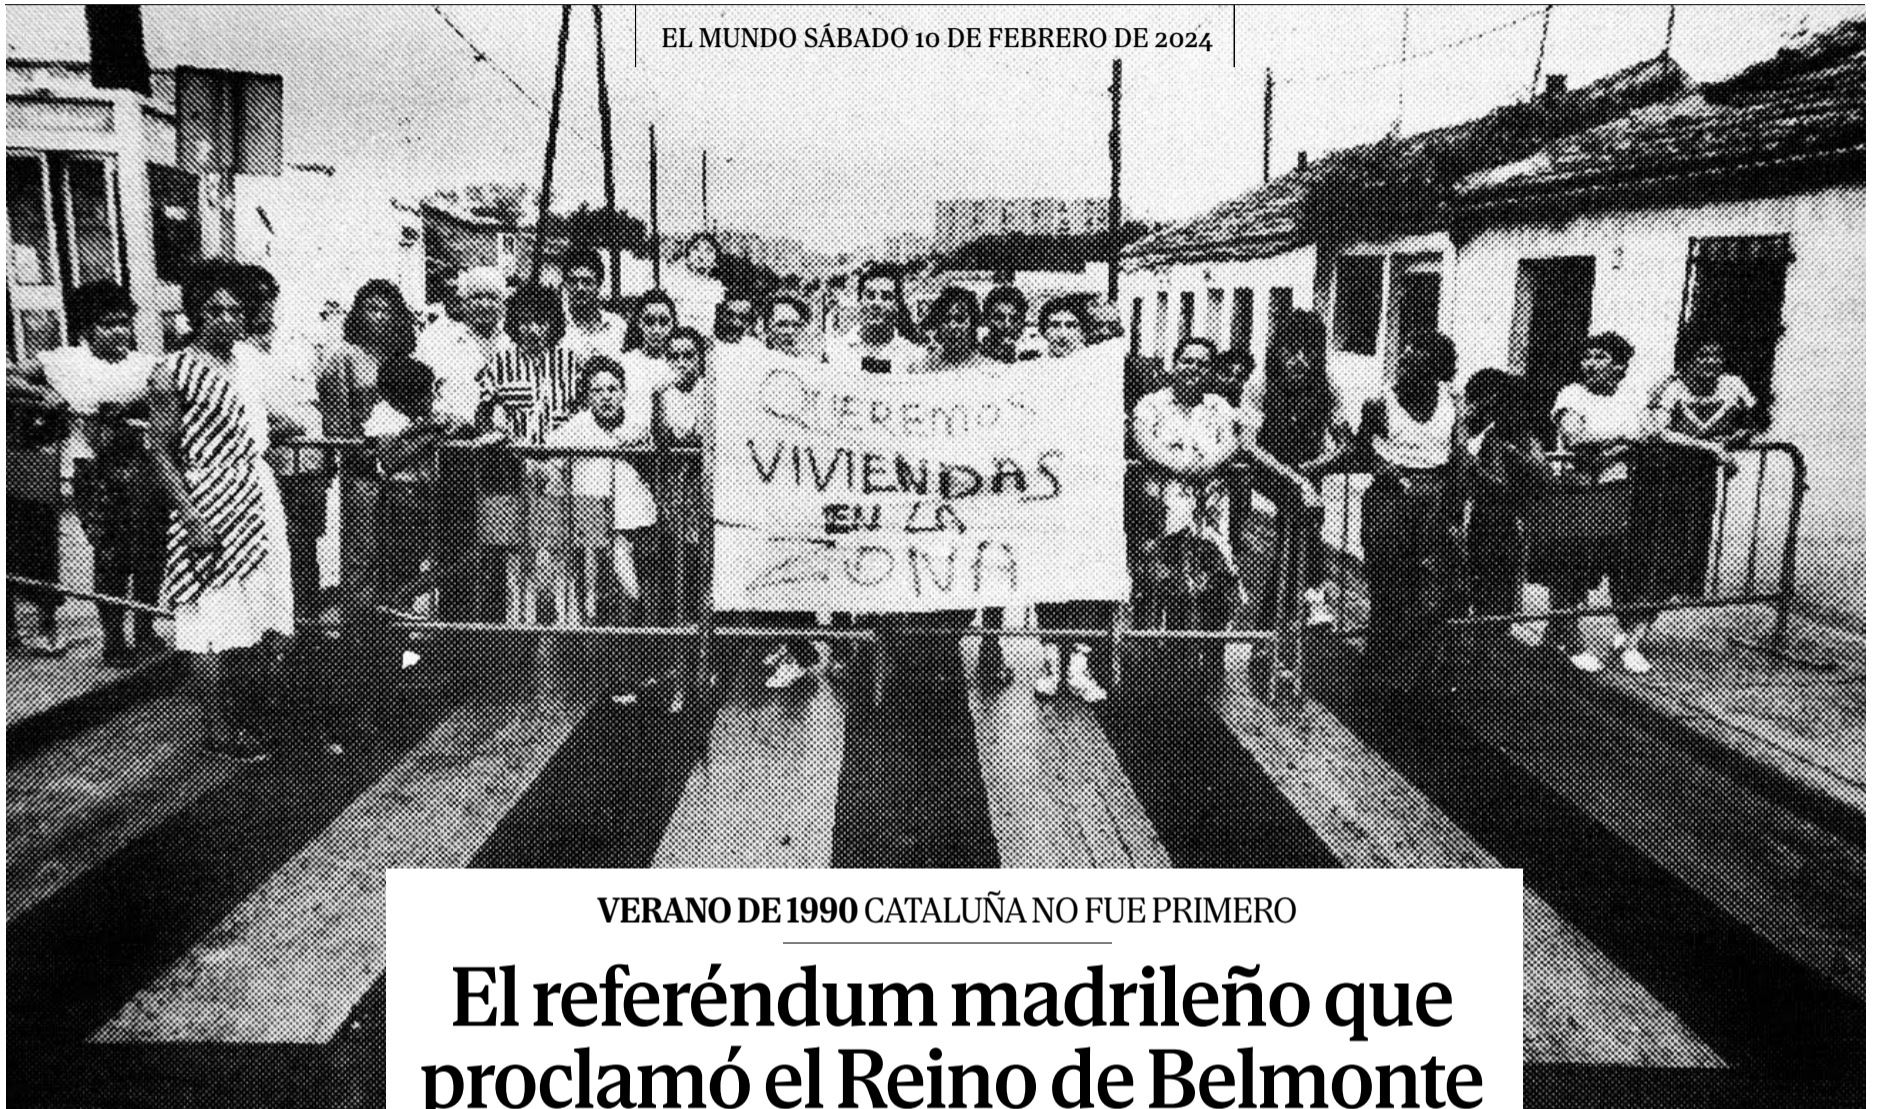 EL MUNDO SÁBADO 10 DE FEBRERO DE 2024
QUEREMOS
VIVIENDAS
EN LA
ZONA
VERANO DE 1990 CATALUÑA NO FUE PRIMERO
El referéndum madrileño que
proclamó el Reino de Belmonte